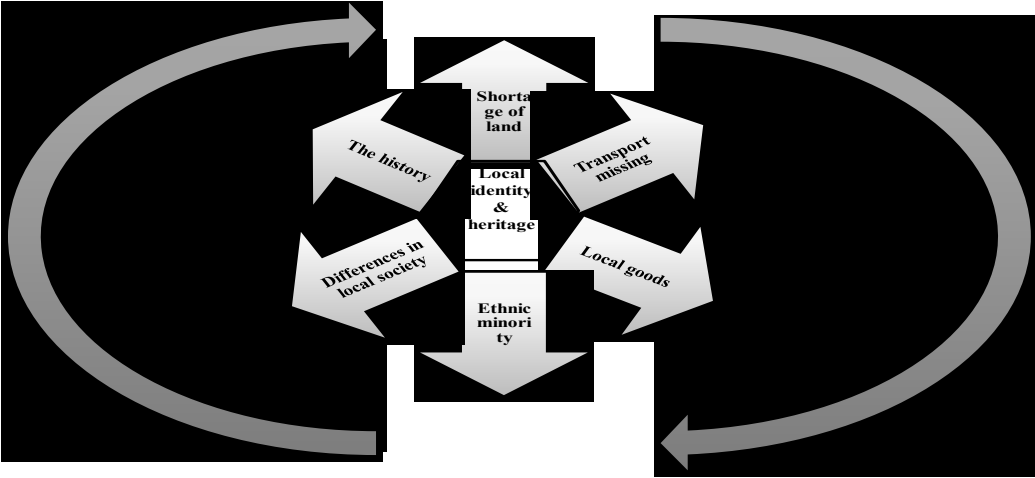 Shorta
ge of
land
Transport
missing
The history
Local
identity
&
heritage
Differences in
local society
Local goods
Ethnic
minori
ty